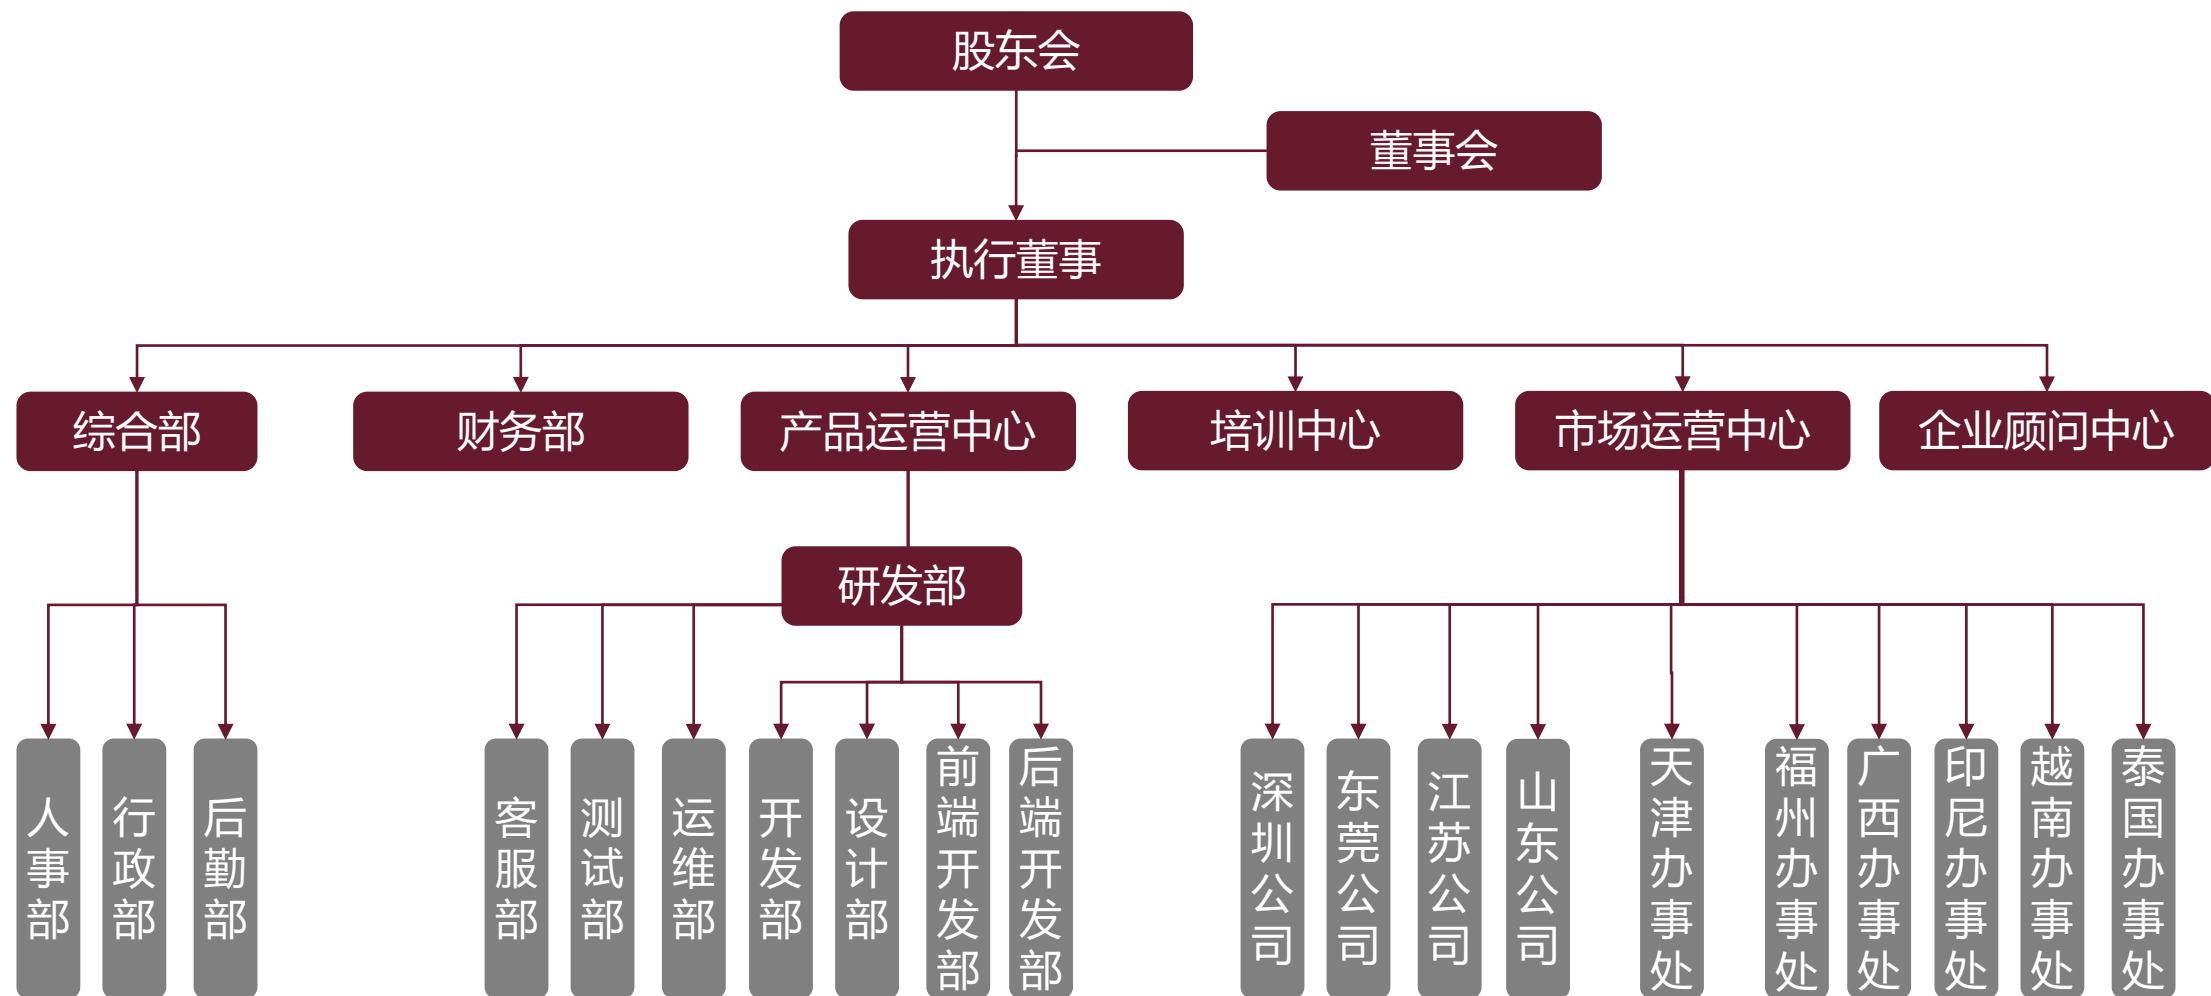 股东会
董事会
执行董事
综合部
财务部
产品运营中心
培训中心
市场运营中心
企业顾问中心
研发部
人事部
行政部
后勤部
客服部
测试部
运维部
开发部
设计部
前端开发部
后端开发部
深圳公司
东莞公司
江苏公司
山东公司
天津办事处
福州办事处
广西办事处
印尼办事处
越南办事处
泰国办事处